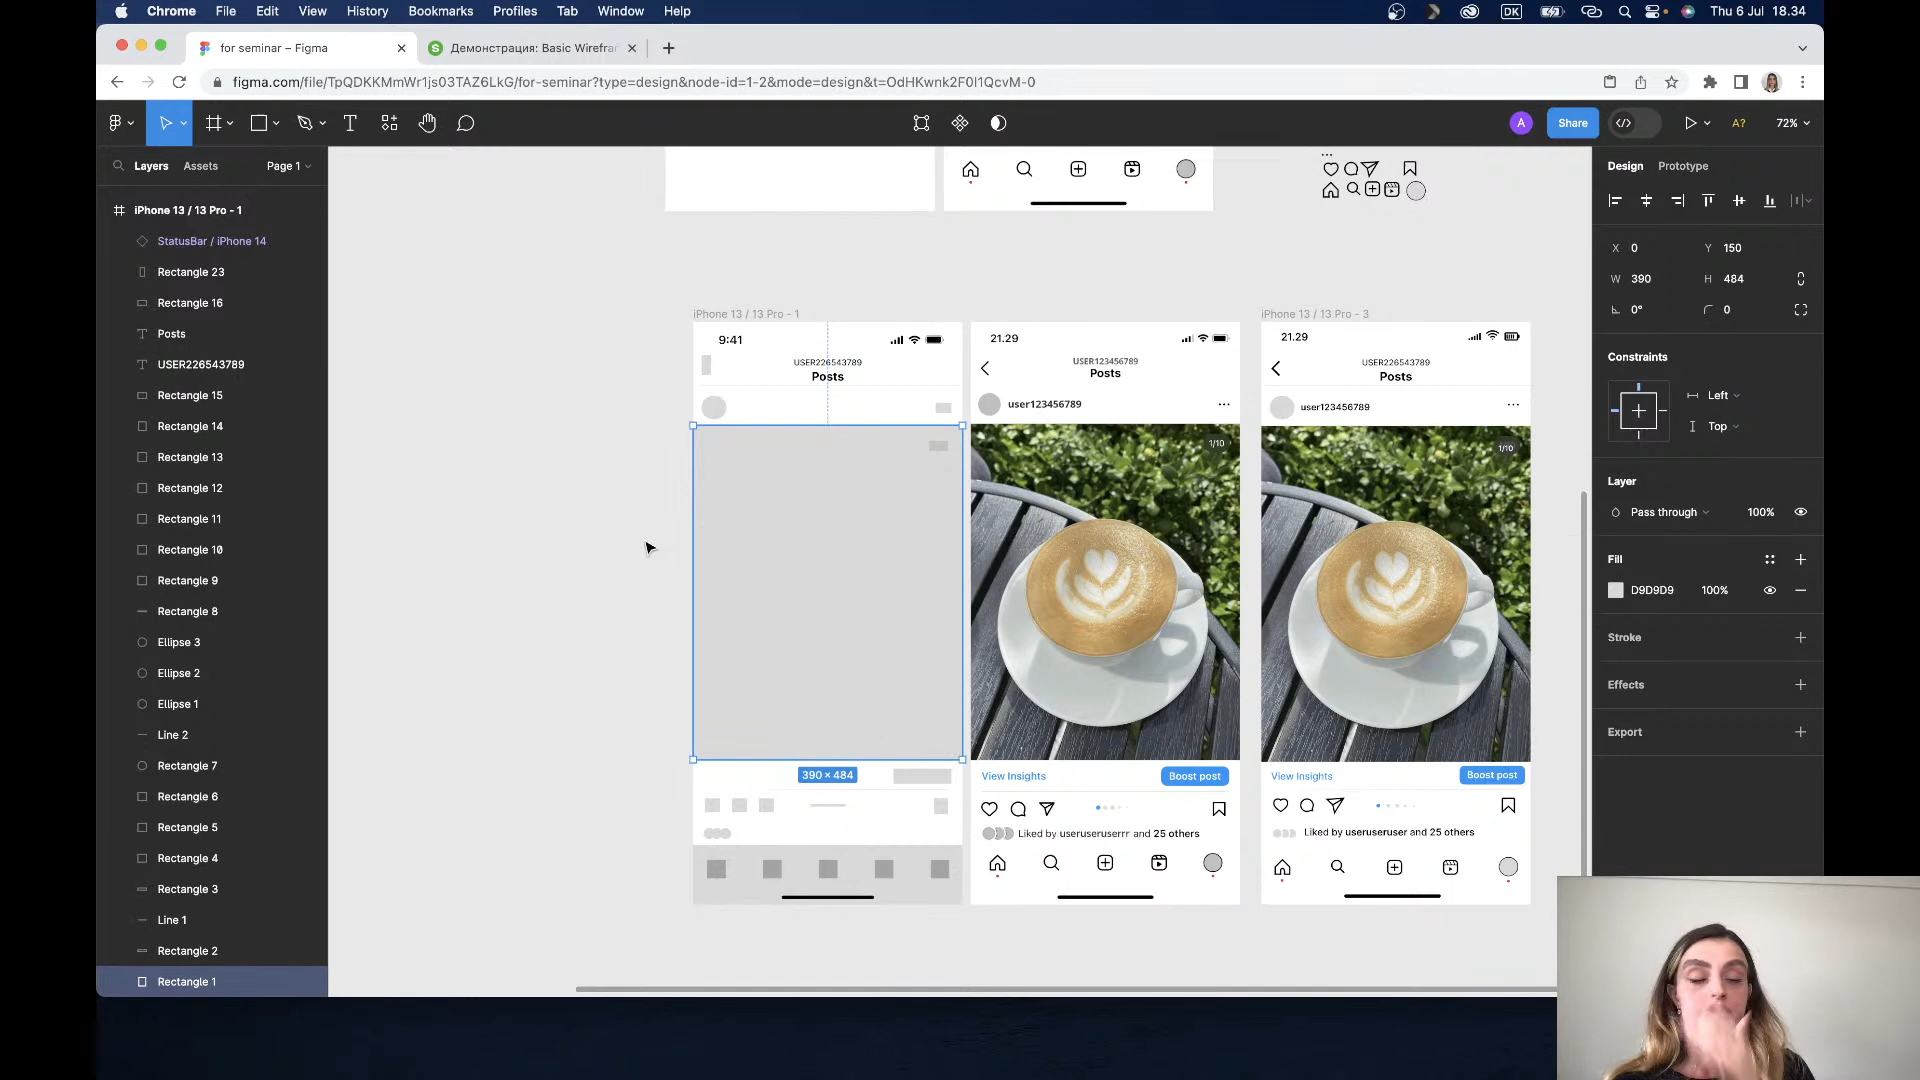 Chrome File Edit View History Bookmarks Profiles Tab Window Help DK Thu 6 Jul 18.34
for seminar – Figma Демонстрация: Basic Wirefra
figma.com/file/TpQDKKMmWr1js03TAZ6LkG/for-seminar?type=design&node-id=1-2&mode=design&t=OdHKwnk2F0I1QcvM-0
A Share A? 72%
Layers Assets Page 1 Design Prototype
iPhone 13 / 13 Pro - 1
StatusBar / iPhone 14
Rectangle 23
Rectangle 16
Posts
USER226543789
Rectangle 15
Rectangle 14
Rectangle 13
Rectangle 12
Rectangle 11
Rectangle 10
Rectangle 9
Rectangle 8
Ellipse 3
Ellipse 2
Ellipse 1
Line 2
Rectangle 7
Rectangle 6
Rectangle 5
Rectangle 4
Rectangle 3
Line 1
Rectangle 2
Rectangle 1
iPhone 13 / 13 Pro - 1
9:41
USER226543789
Posts
390 × 484
21.29
USER123456789
Posts
user123456789
1/10
View Insights Boost post
Liked by useruseruserrr and 25 others
iPhone 13 / 13 Pro - 3
21.29
USER226543789
Posts
user123456789
1/10
View Insights Boost post
Liked by useruseruser and 25 others
X 0 Y 150
W 390 H 484
0° 0
Constraints
Left
Top
Layer
Pass through 100%
Fill
D9D9D9 100%
Stroke
Effects
Export